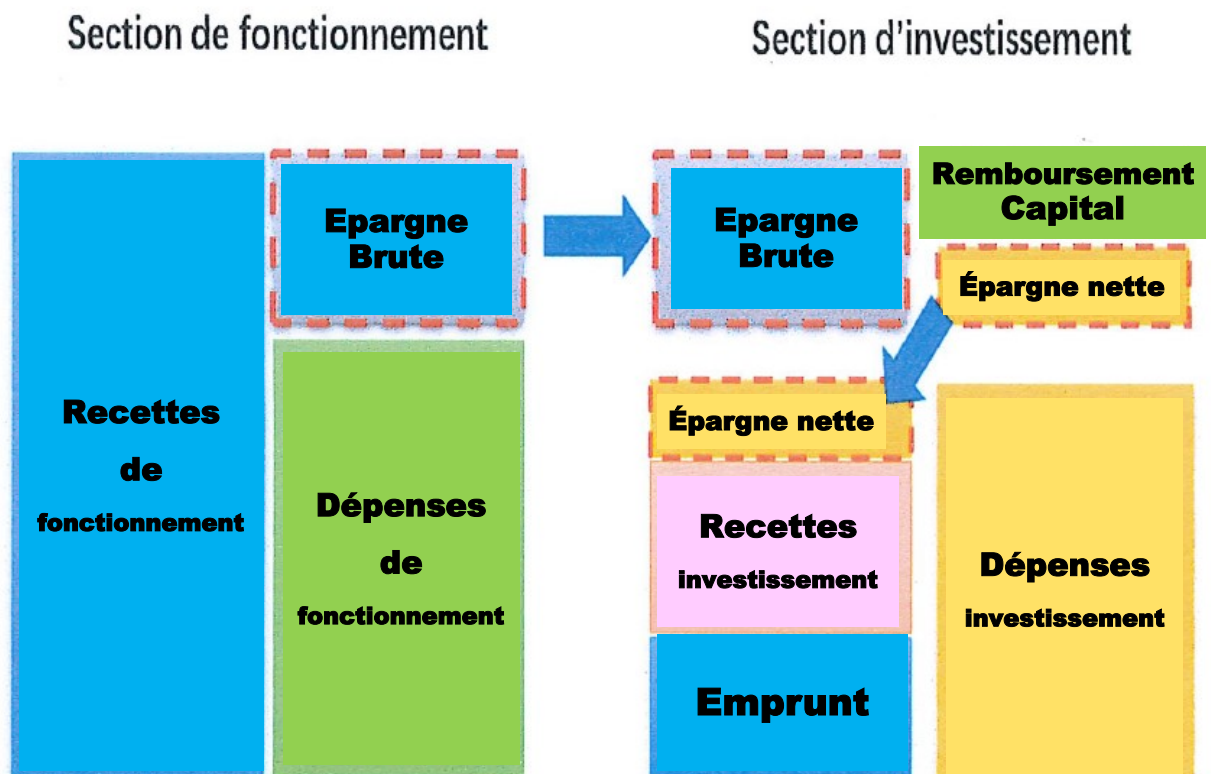 Section de fonctionnement
Section d'investissement
Recettes
de
fonctionnement
Epargne
Brute
Dépenses
de
fonctionnement
Epargne
Brute
Remboursement
Capital
Épargne nette
Épargne nette
Recettes
investissement
Emprunt
Dépenses
investissement